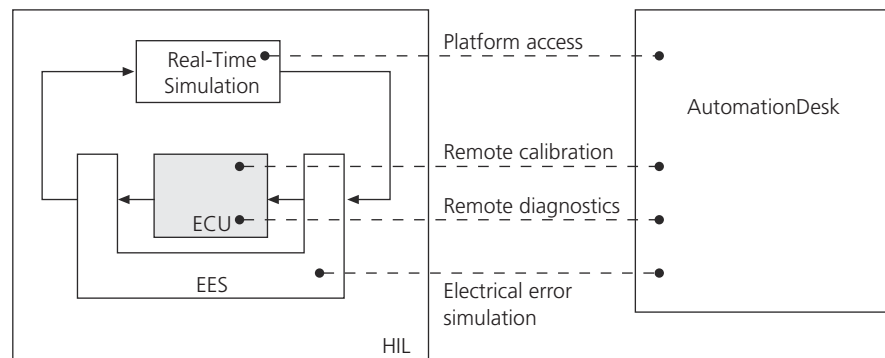 Real-Time
Simulation
Platform access
AutomationDesk
Remote calibration
Remote diagnostics
ECU
EES
Electrical error
simulation
HIL